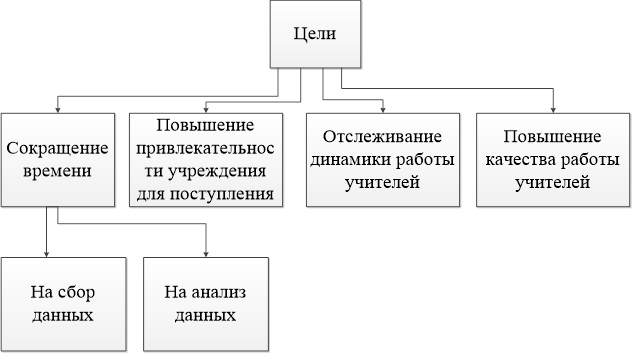 Цели
Сокращение
времени
Повышение
привлекательнос
ти учреждения
для поступления
Отслеживание
динамики работы
учителей
Повышение
качества работы
учителей
На сбор
данных
На анализ
данных